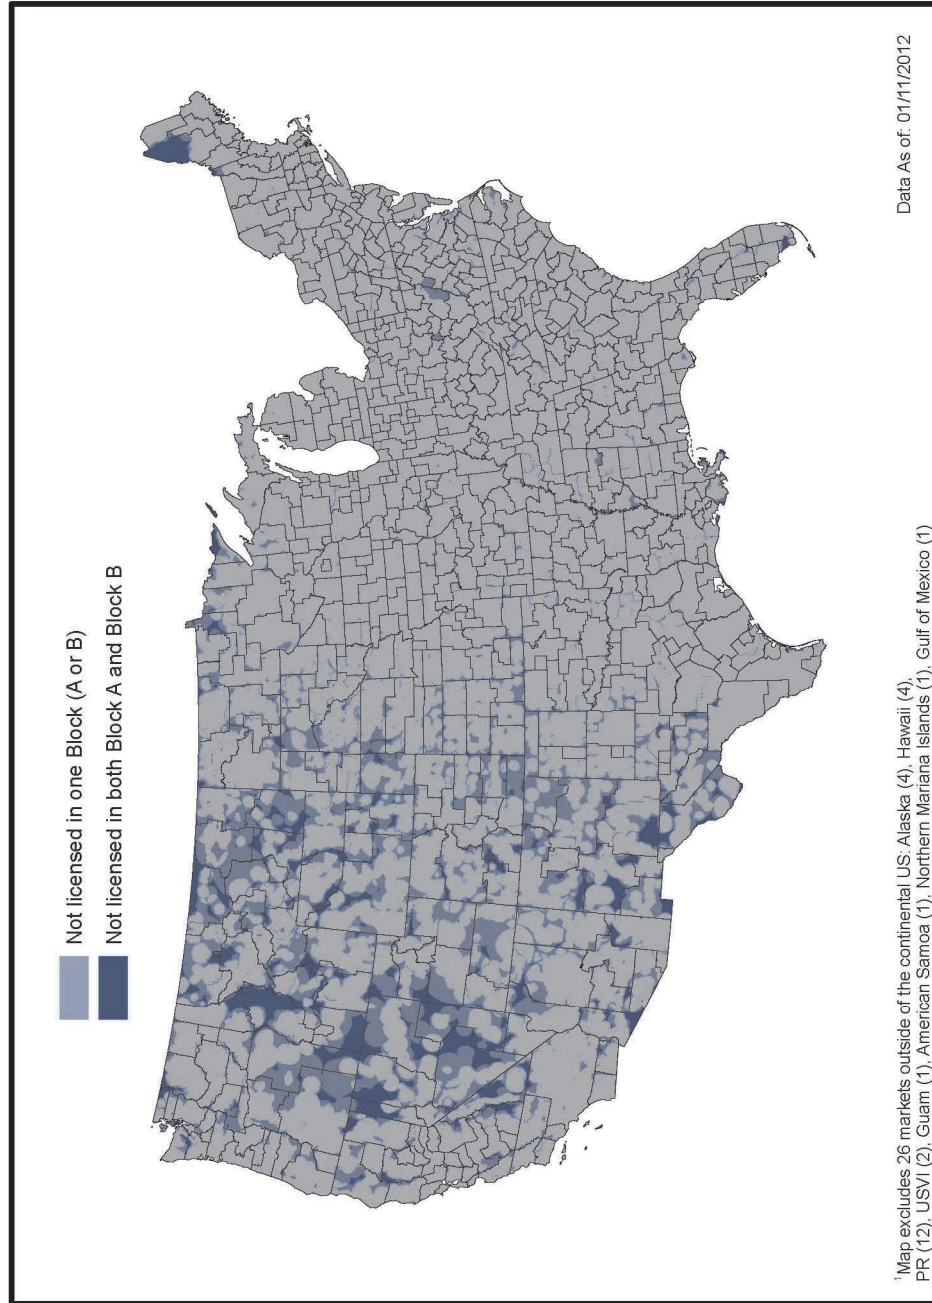 Not licensed in one Block (A or B)
Not licensed in both Block A and Block B
Data As of: 01/11/2012
¹Map excludes 26 markets outside of the continental US: Alaska (4), Hawaii (4),
PR (12), USVI (2), Guam (1), American Samoa (1), Northern Mariana Islands (1), Gulf of Mexico (1)